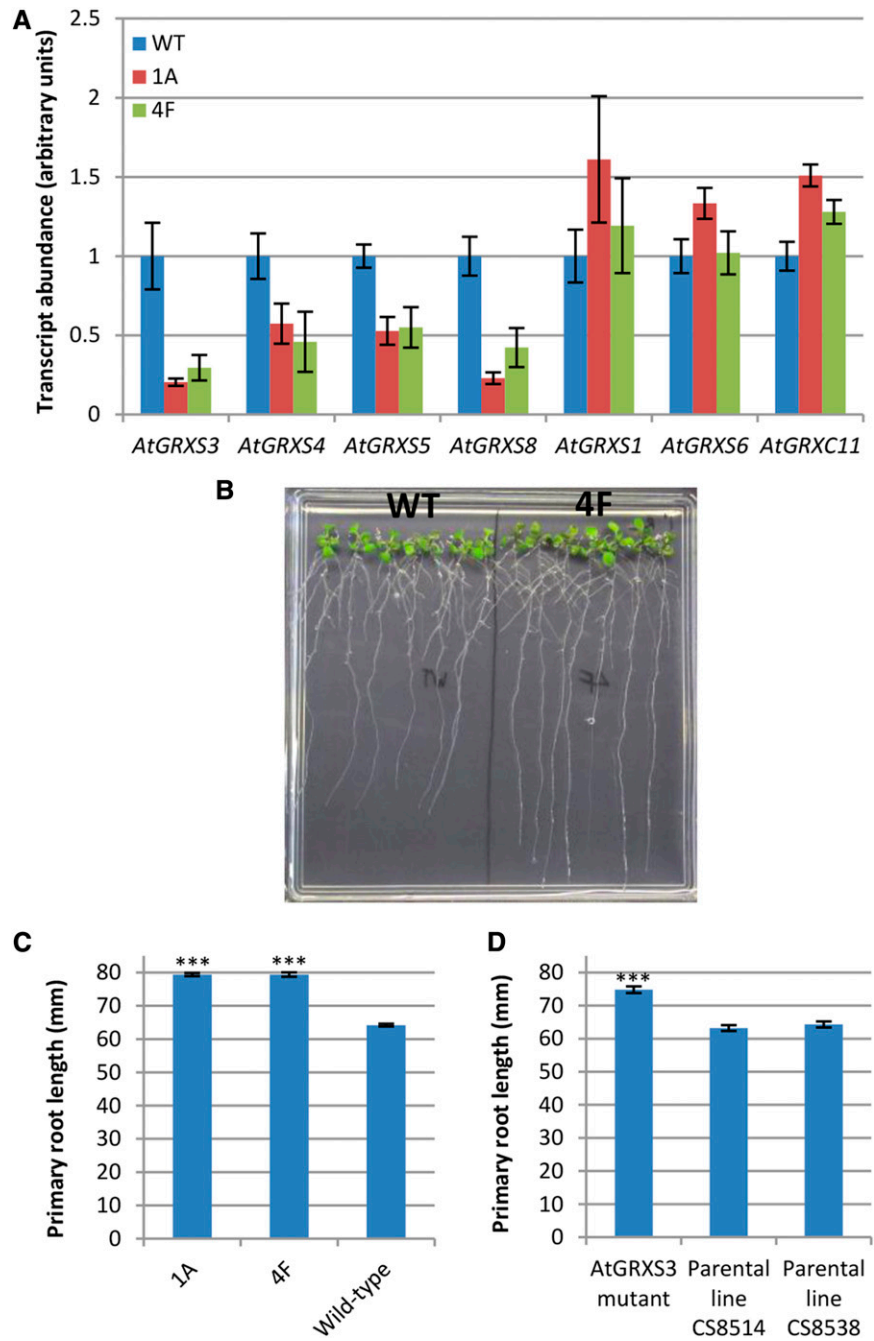 A
Transcript abundance (arbitrary units)
2.5
2
1.5
1
0.5
0
WT
1A
4F
AtGRXS3 AtGRXS4 AtGRXS5 AtGRXS8 AtGRXS1 AtGRXS6 AtGRXC11
B
WT 4F
WT 4F
C
Primary root length (mm)
80
70
60
50
40
30
20
10
0
*** ***
1A 4F Wild-type
D
Primary root length (mm)
80
70
60
50
40
30
20
10
0
***
AtGRXS3 Parental Parental
mutant line line
CS8514 CS8538